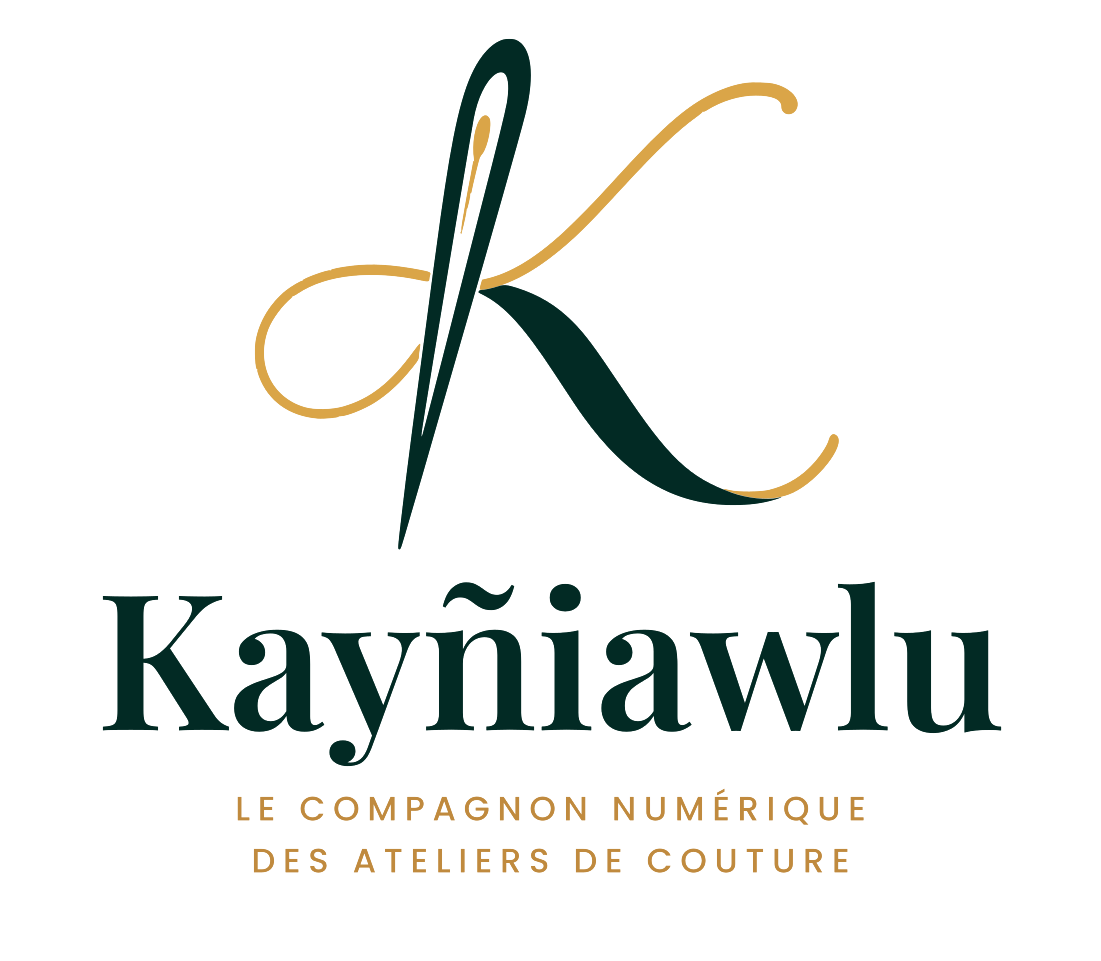 Kayñiawlu
LE COMPAGNON NUMÉRIQUE
DES ATELIERS DE COUTURE